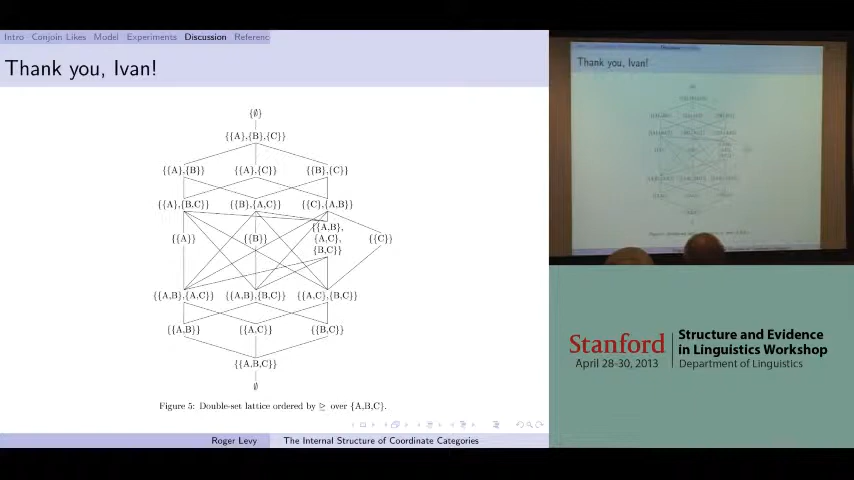 Intro Conjoin Likes Model Experiments Discussion Referenc
Thank you, Ivan!
{∅}
{{A},{B},{C}}
{{A},{B}} {{A},{C}} {{B},{C}}
{{A},{B,C}} {{B},{A,C}} {{C},{A,B}}
{{A}} {{B}} {{A,B}, {{C}}
{A,C},
{B,C}}
{{A,B},{A,C}} {{A,B},{B,C}} {{A,C},{B,C}}
{{A,B}} {{A,C}} {{B,C}}
{{A,B,C}}
∅
Figure 5: Double-set lattice ordered by ⊵ over {A,B,C}.
Roger Levy The Internal Structure of Coordinate Categories
Thank you, Ivan!
Stanford
April 28-30, 2013
Structure and Evidence
in Linguistics Workshop
Department of Linguistics